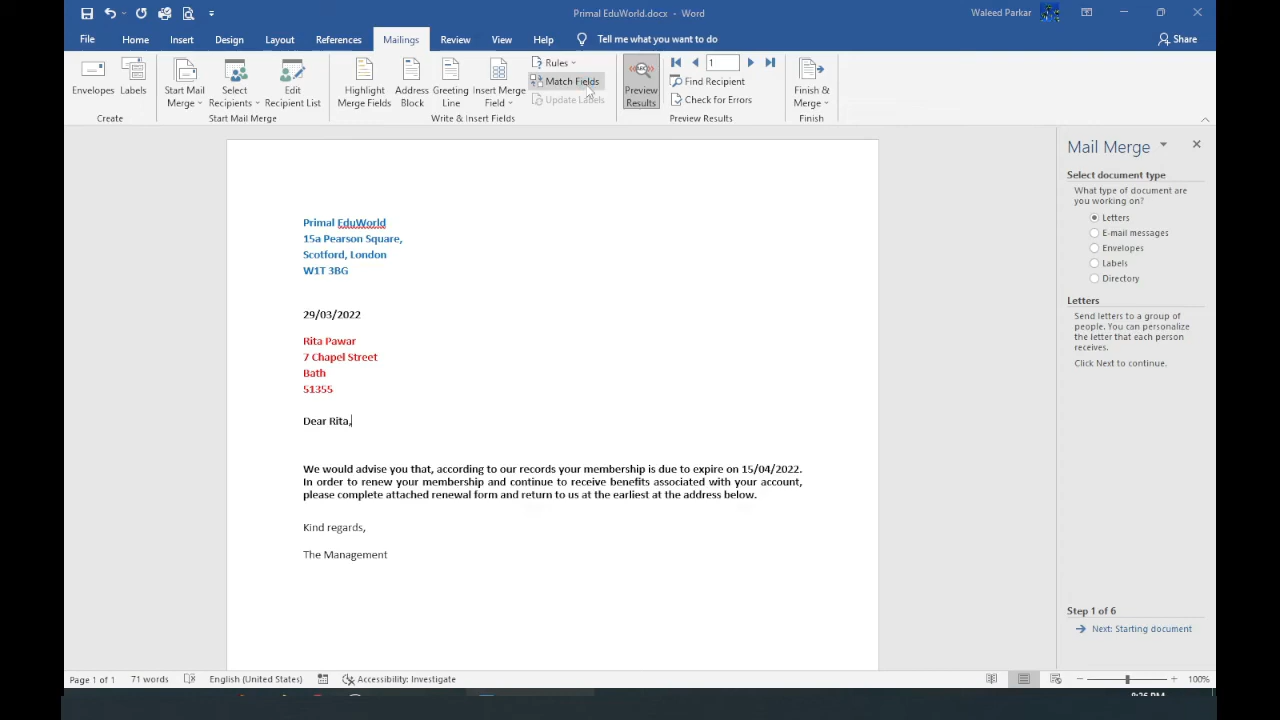 Primal EduWorld.docx - Word
Waleed Parkar
File Home Insert Design Layout References Mailings Review View Help Tell me what you want to do
Share
Envelopes Labels
Create
Start Mail Merge
Select Recipients
Edit Recipient List
Start Mail Merge
Highlight Merge Fields
Address Block
Greeting Line
Insert Merge Field
Rules
Match Fields
Update Labels
Write & Insert Fields
Preview Results
1
Find Recipient
Check for Errors
Preview Results
Finish & Merge
Finish
Primal EduWorld
15a Pearson Square,
Scotford, London
W1T 3BG
29/03/2022
Rita Pawar
7 Chapel Street
Bath
51355
Dear Rita,
We would advise you that, according to our records your membership is due to expire on 15/04/2022.
In order to renew your membership and continue to receive benefits associated with your account,
please complete attached renewal form and return to us at the earliest at the address below.
Kind regards,
The Management
Mail Merge
Select document type
What type of document are
you working on?
Letters
E-mail messages
Envelopes
Labels
Directory
Letters
Send letters to a group of
people. You can personalize
the letter that each person
receives.
Click Next to continue.
Step 1 of 6
Next: Starting document
Page 1 of 1 71 words English (United States) Accessibility: Investigate
100%